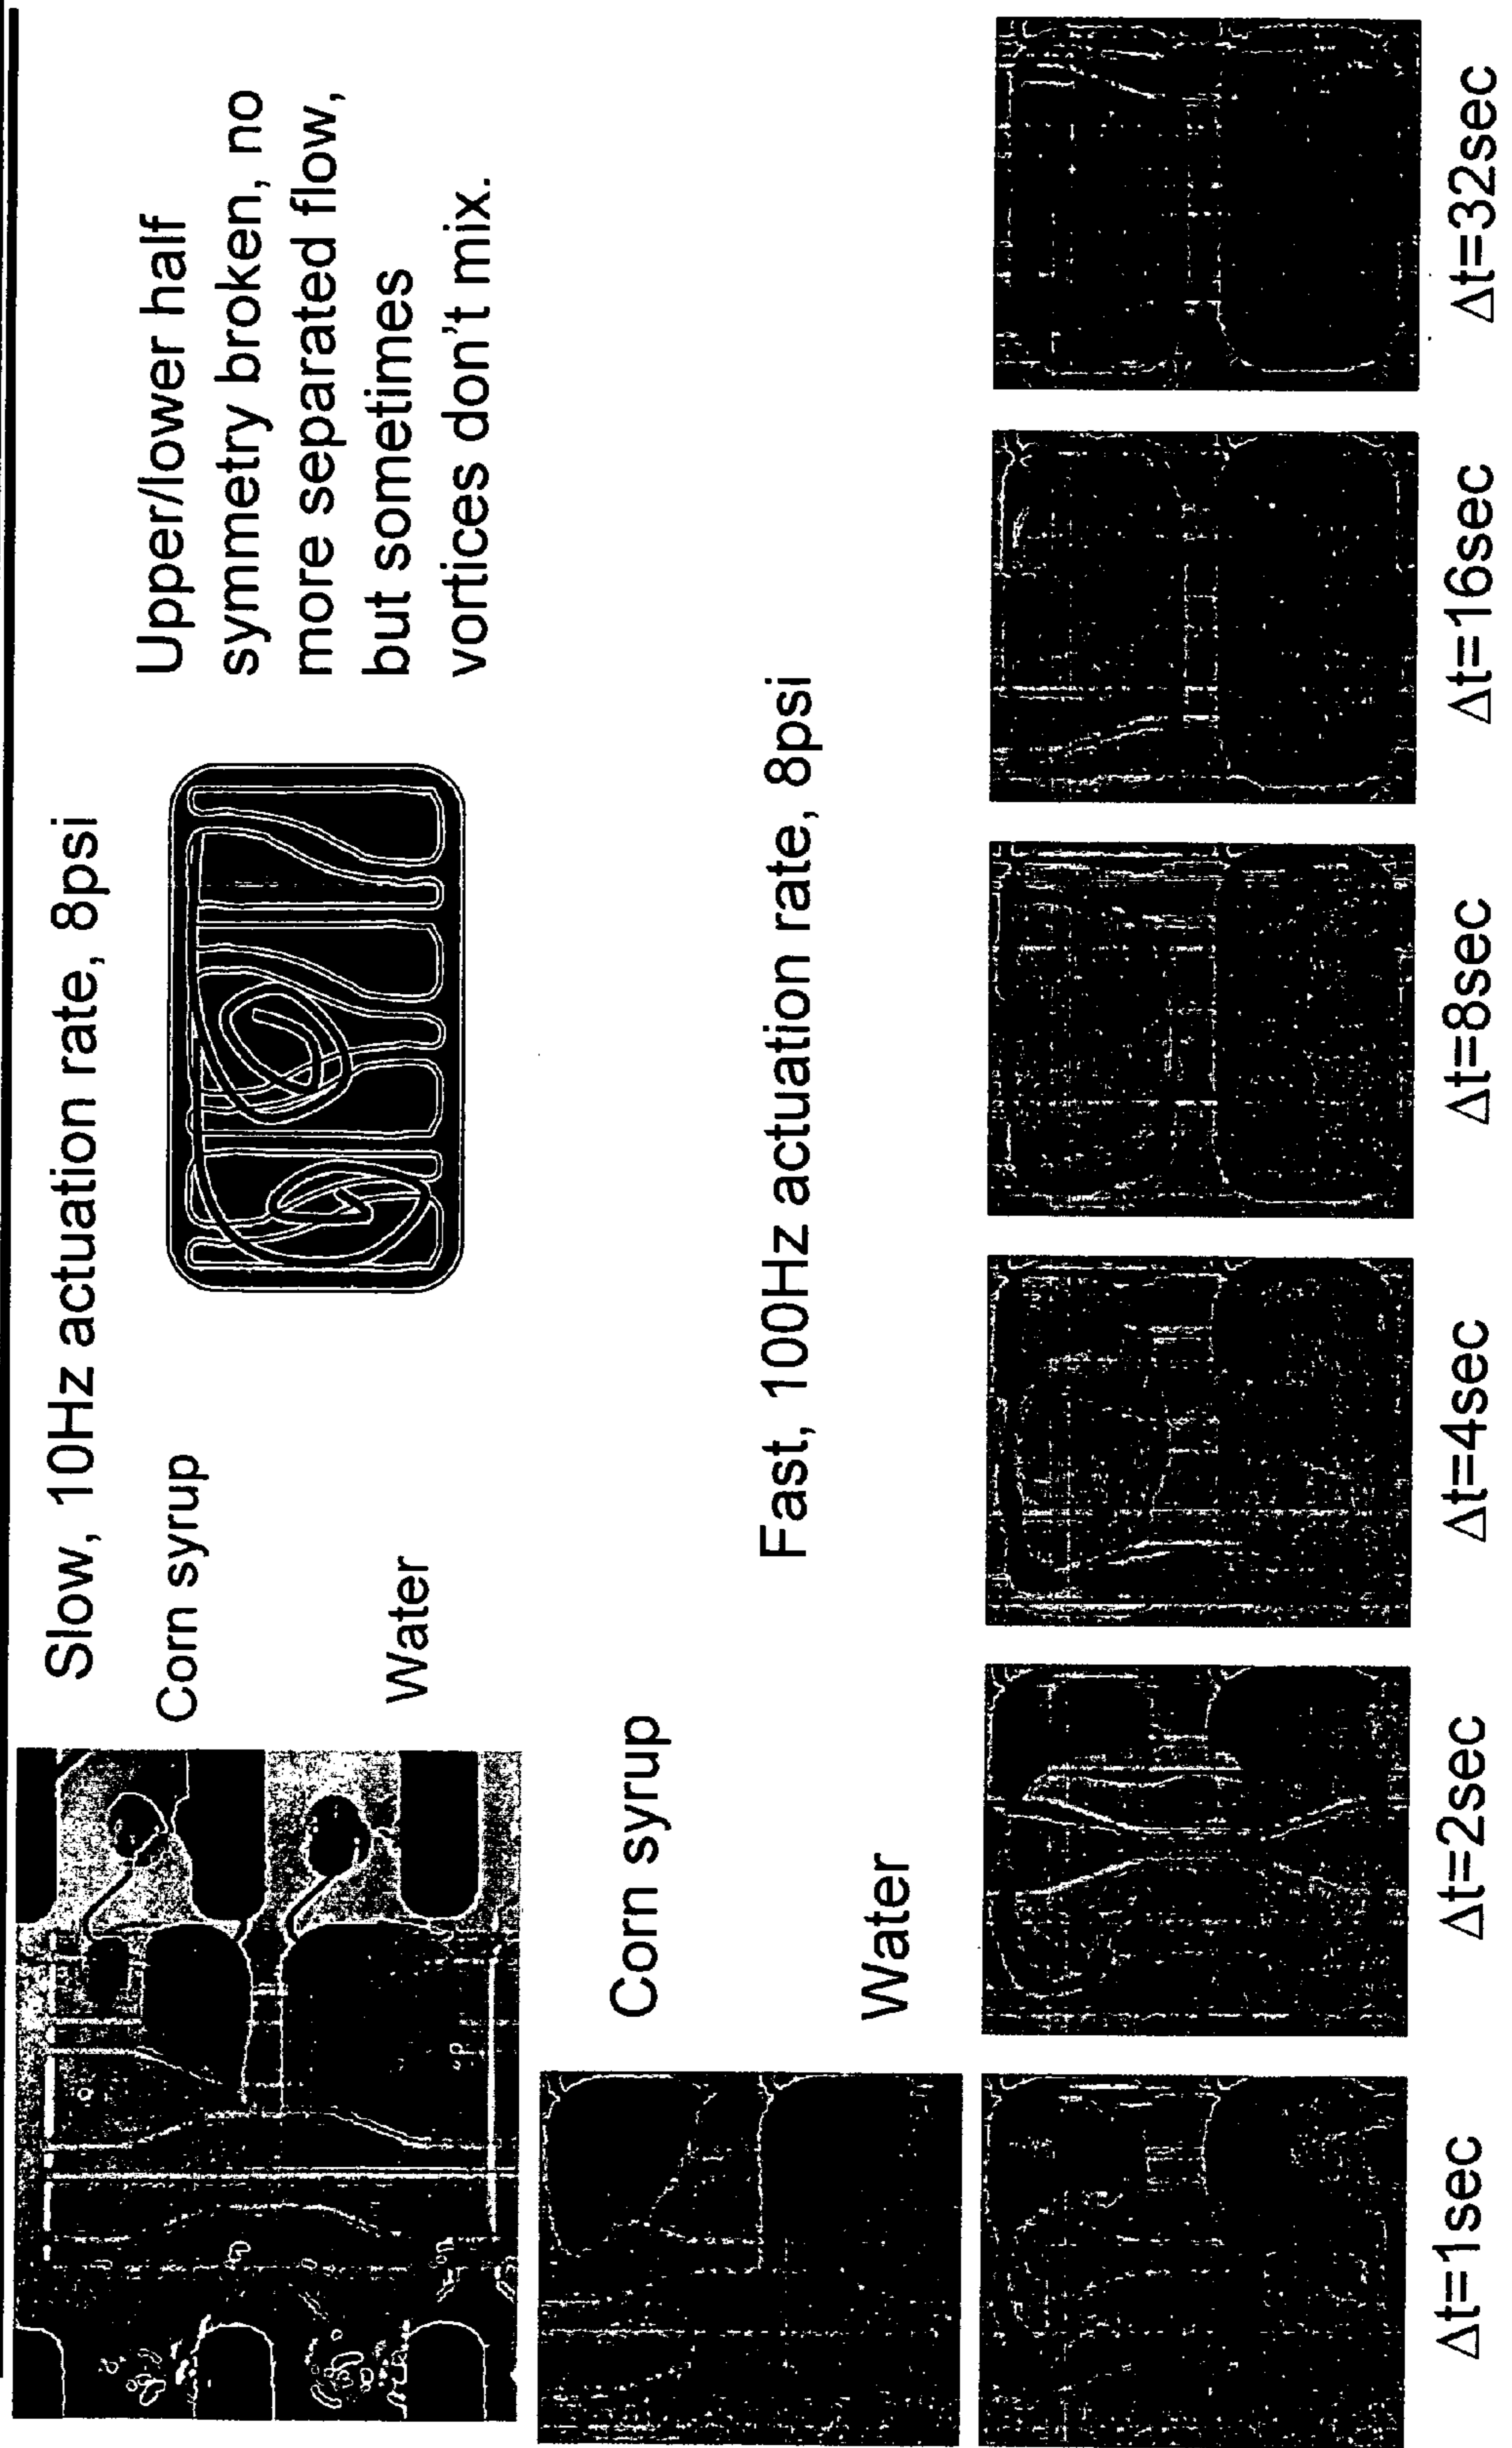 Slow, 10Hz actuation rate, 8psi
Corn syrup
Water
Upper/lower half
symmetry broken, no
more separated flow,
but sometimes
vortices don't mix.
Corn syrup
Water
Fast, 100Hz actuation rate, 8psi
Δt=1sec
Δt=2sec
Δt=4sec
Δt=8sec
Δt=16sec
Δt=32sec